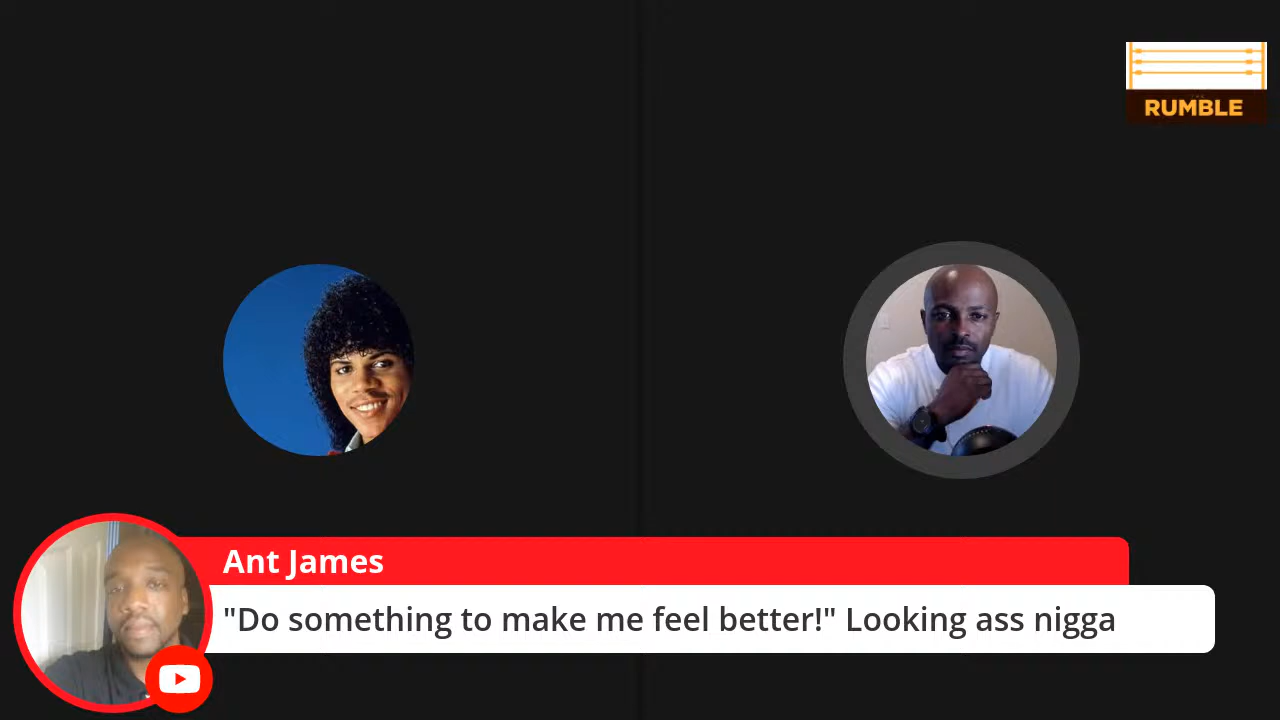 RUMBLE
Ant James
"Do something to make me feel better!" Looking ass nigga